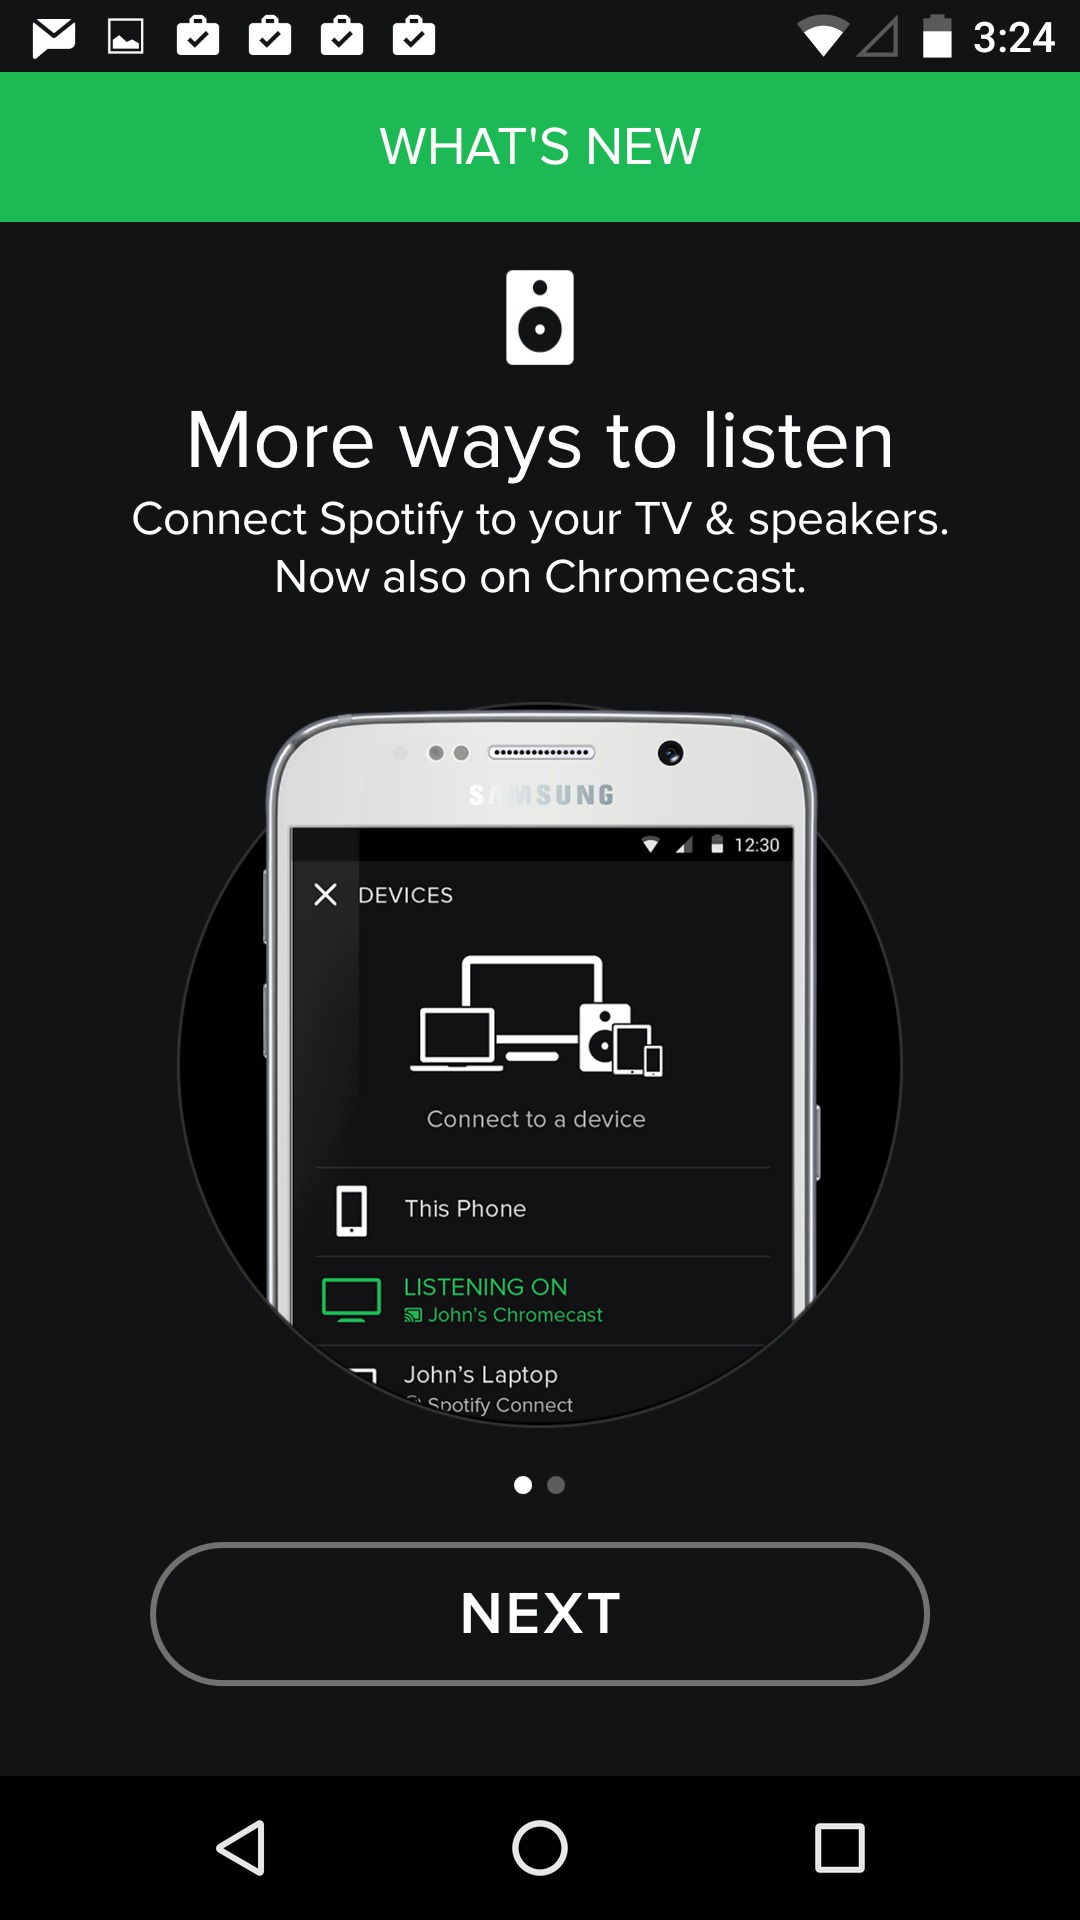 3:24
WHAT'S NEW
More ways to listen
Connect Spotify to your TV & speakers.
Now also on Chromecast.
SAMSUNG
12:30
DEVICES
Connect to a device
This Phone
LISTENING ON
John’s Chromecast
John’s Laptop
Spotify Connect
NEXT